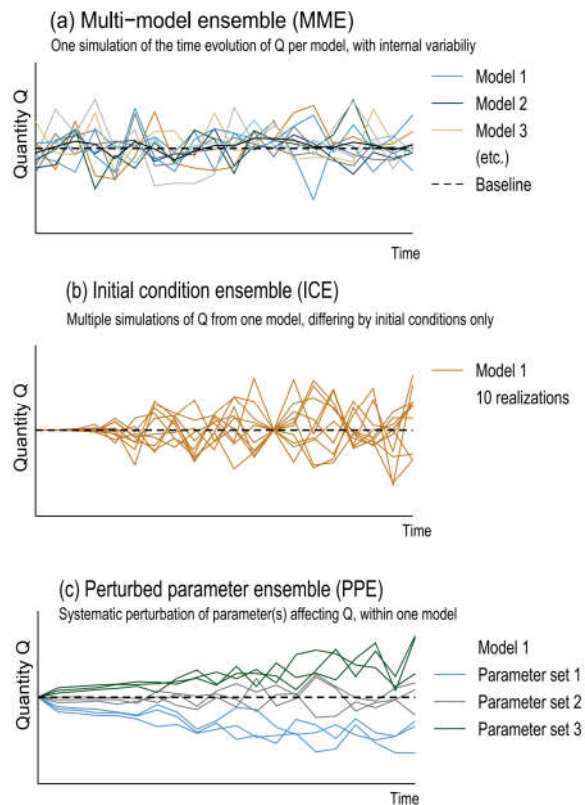 (a) Multi−model ensemble (MME)
One simulation of the time evolution of Q per model, with internal variabiliy
Quantity Q
Model 1
Model 2
Model 3
(etc.)
Baseline
Time
(b) Initial condition ensemble (ICE)
Multiple simulations of Q from one model, differing by initial conditions only
Quantity Q
Model 1
10 realizations
Time
(c) Perturbed parameter ensemble (PPE)
Systematic perturbation of parameter(s) affecting Q, within one model
Quantity Q
Model 1
Parameter set 1
Parameter set 2
Parameter set 3
Time